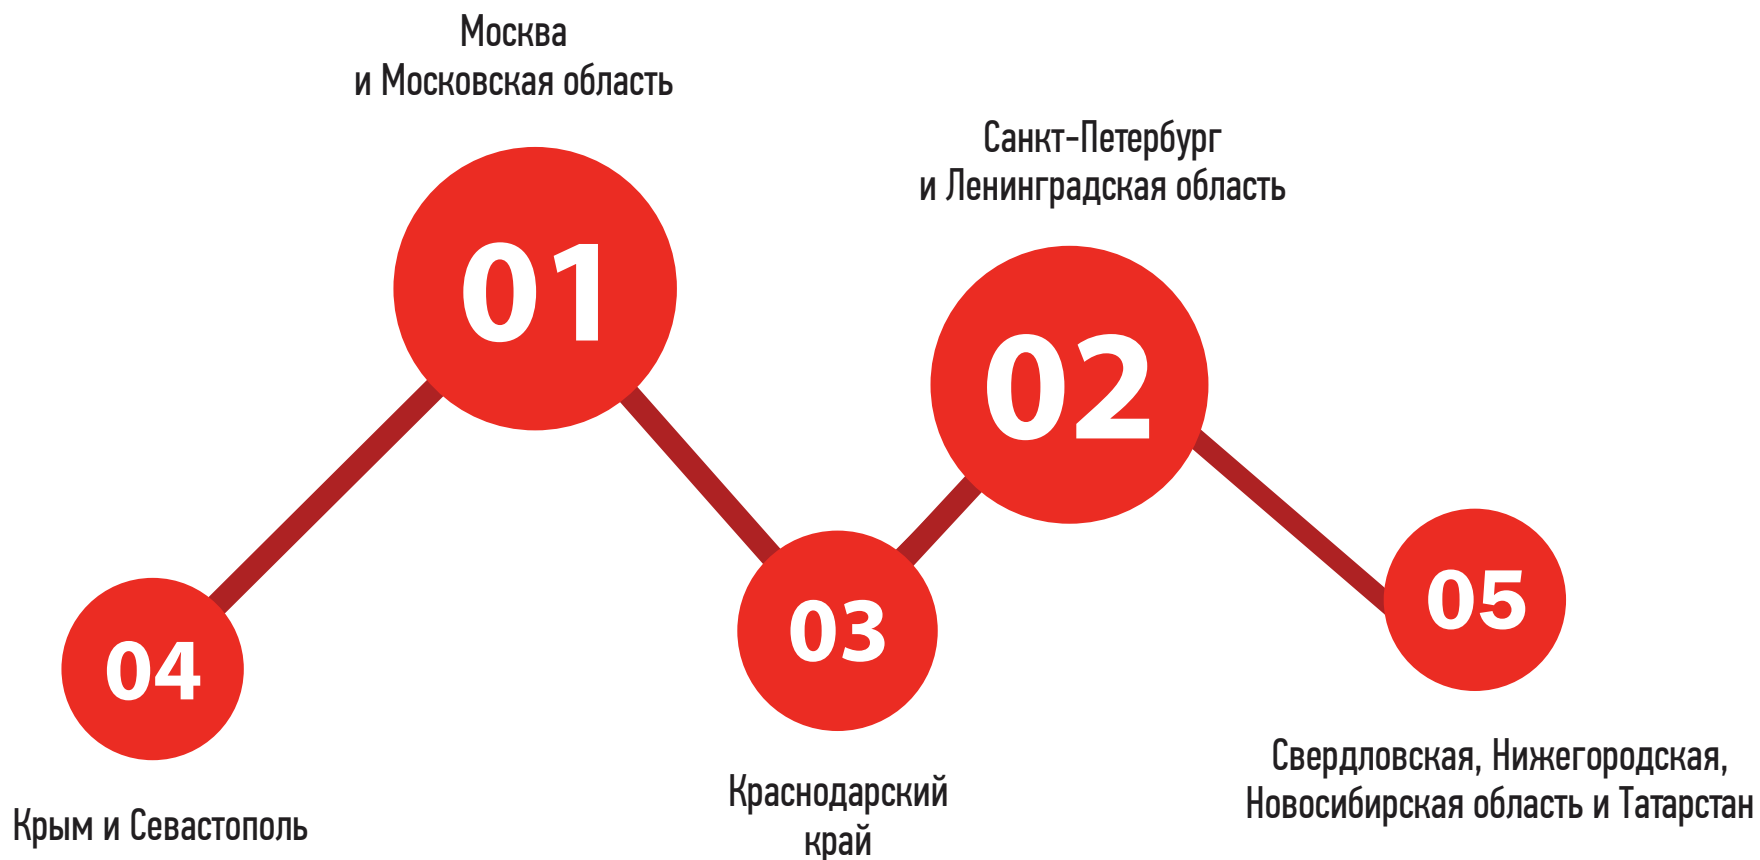 Москва
и Московская область
01
Санкт-Петербург
и Ленинградская область
02
03
Краснодарский
край
04
Крым и Севастополь
05
Свердловская, Нижегородская,
Новосибирская область и Татарстан